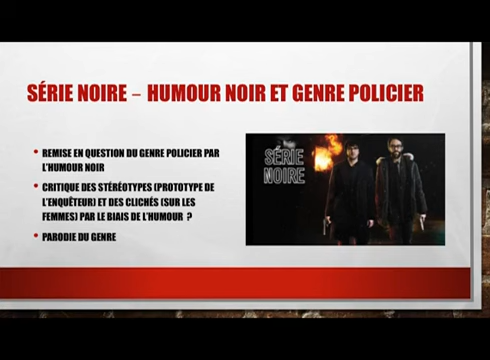 SÉRIE NOIRE – HUMOUR NOIR ET GENRE POLICIER
• REMISE EN QUESTION DU GENRE POLICIER PAR
L'HUMOUR NOIR
• CRITIQUE DES STÉRÉOTYPES (PROTOTYPE DE
L'ENQUÊTEUR) ET DES CLICHÉS (SUR LES
FEMMES) PAR LE BIAIS DE L'HUMOUR ?
• PARODIE DU GENRE
SÉRIE
NOIRE